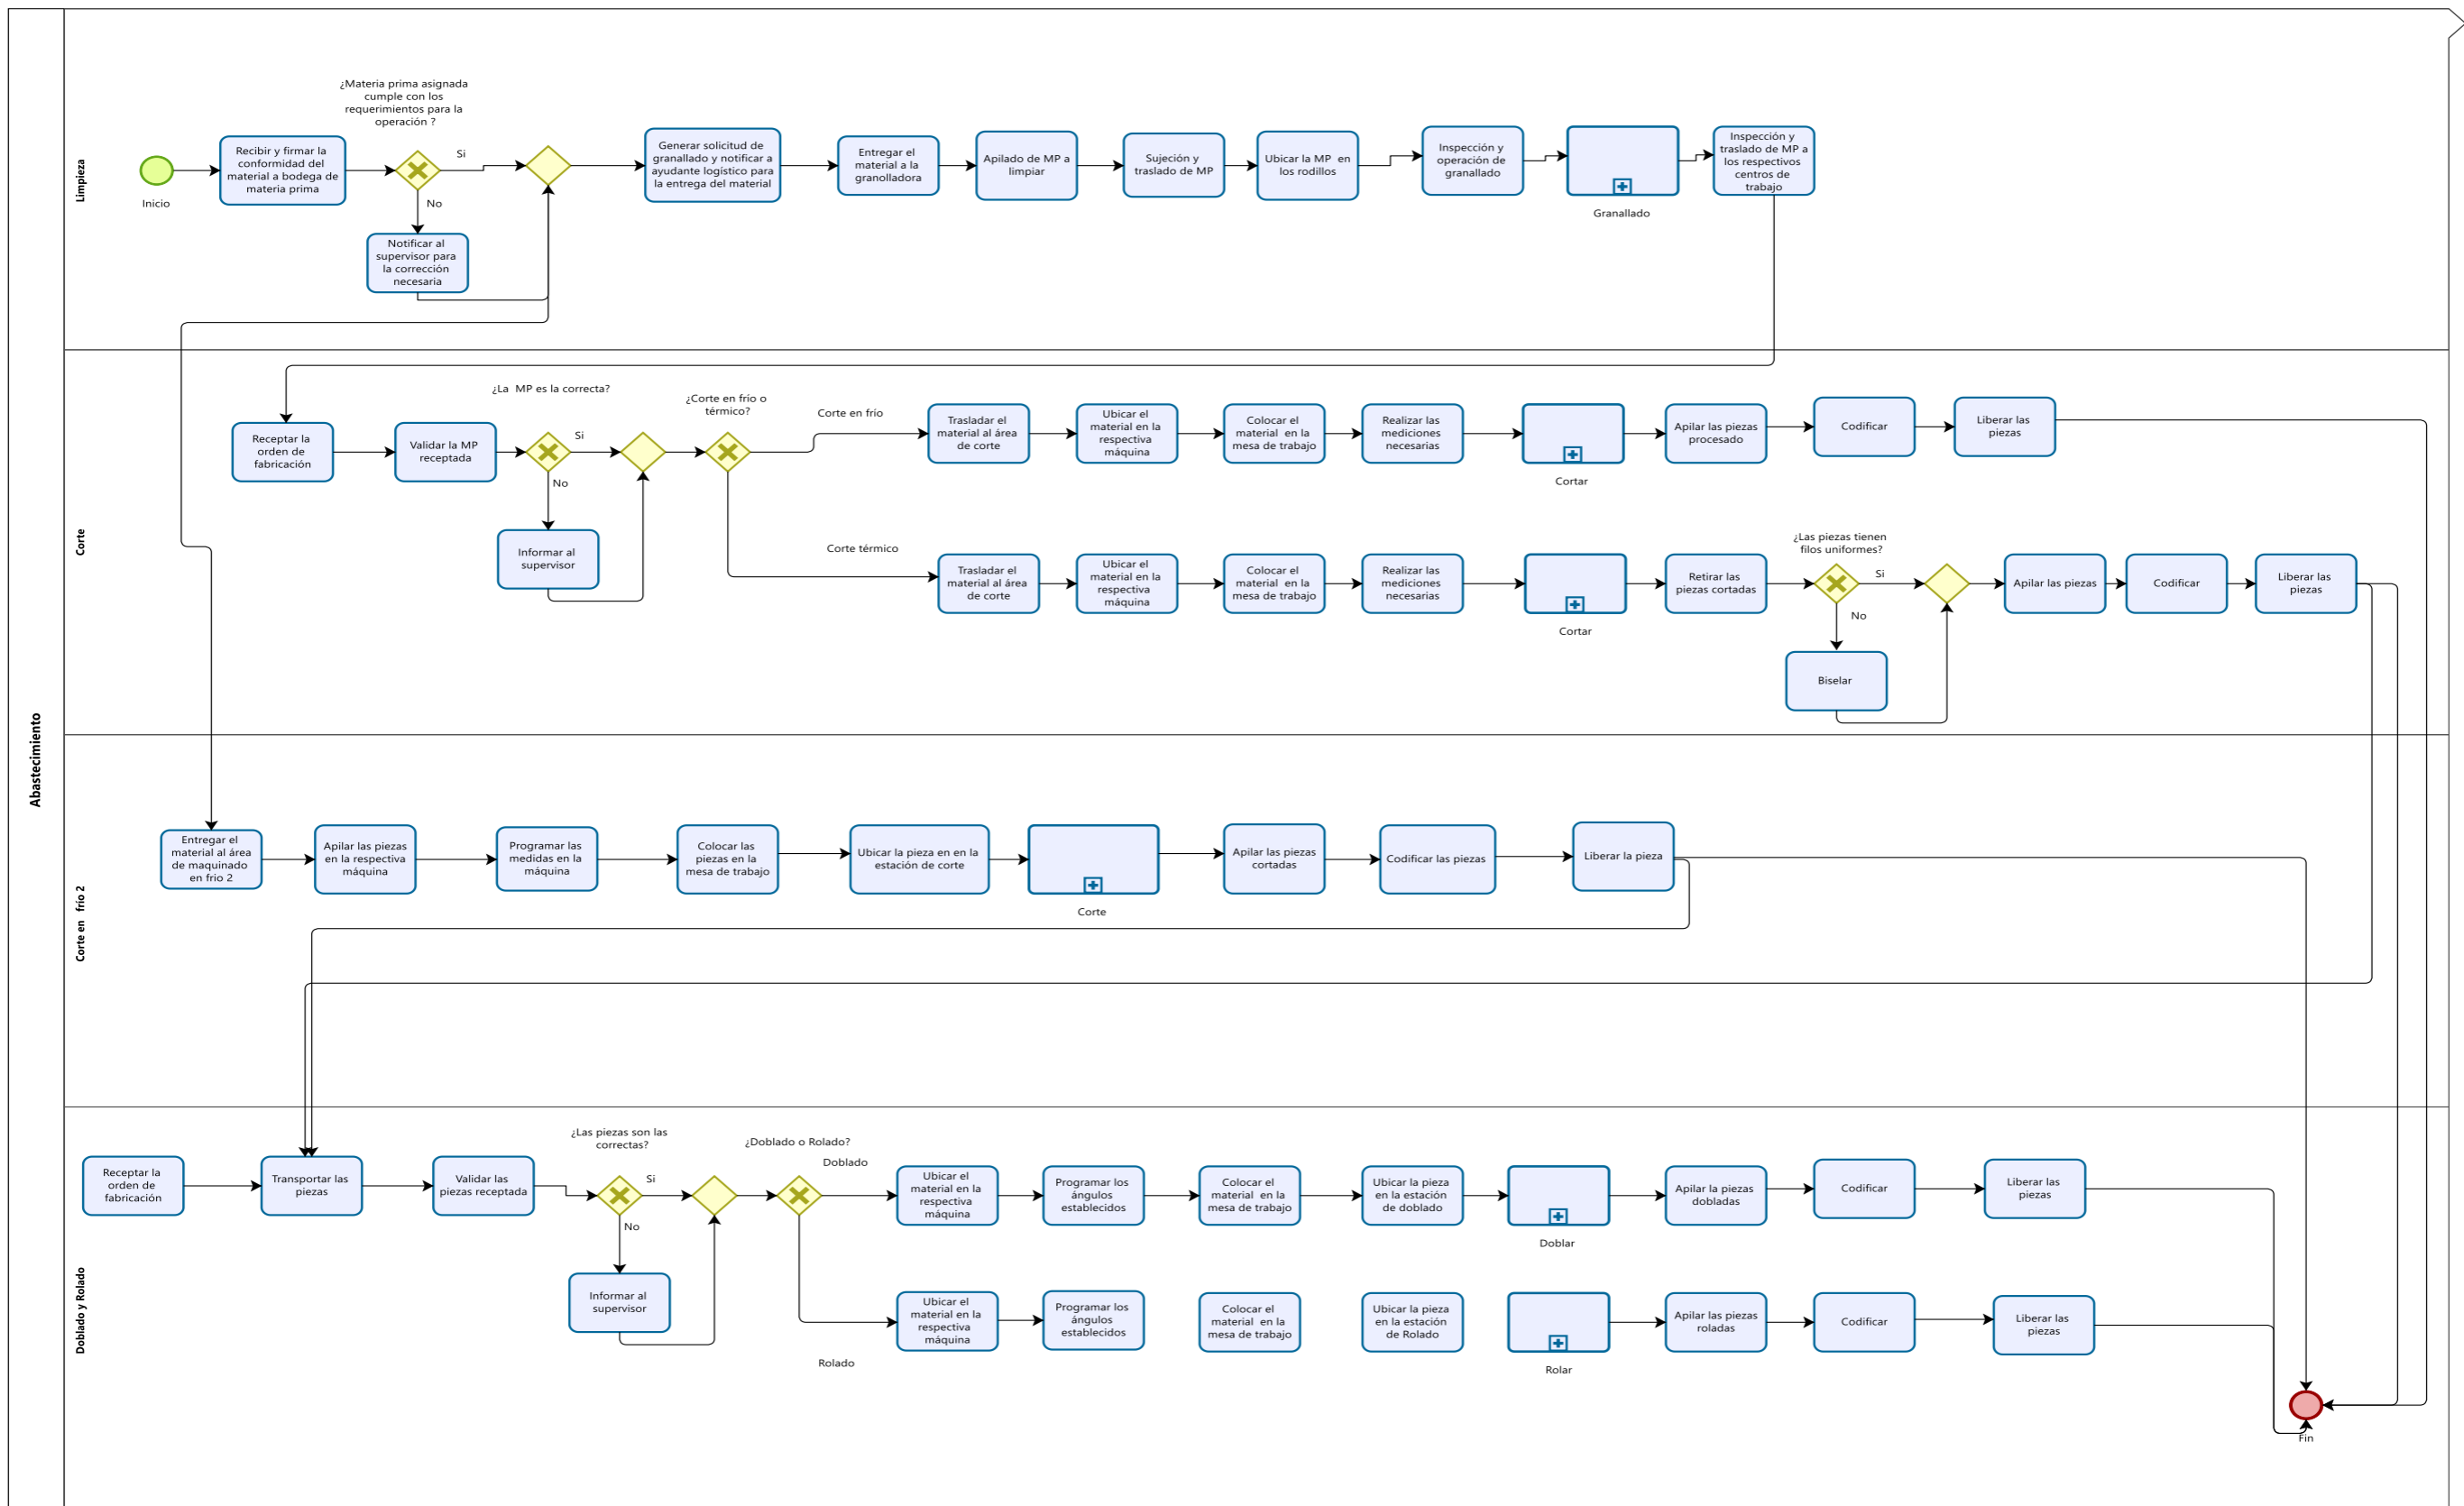 Abastecimiento
Limpieza
¿Materia prima asignada
cumple con los
requerimientos para la
operación ?
Inicio
Recibir y firmar la
conformidad del
material a bodega de
materia prima
Si
No
Notificar al
supervisor para
la corrección
necesaria
Generar solicitud de
granallado y notificar a
ayudante logístico para
la entrega del material
Entregar el
material a la
granolladora
Apilado de MP a
limpiar
Sujeción y
traslado de MP
Ubicar la MP en
los rodillos
Inspección y
operación de
granallado
Granallado
Inspección y
traslado de MP a
los respectivos
centros de
trabajo
Corte
Receptar la
orden de
fabricación
Validar la MP
receptada
¿La MP es la correcta?
Si
No
Informar al
supervisor
¿Corte en frío o
térmico?
Corte en frío
Trasladar el
material al área
de corte
Ubicar el
material en la
respectiva
máquina
Colocar el
material en la
mesa de trabajo
Realizar las
mediciones
necesarias
Cortar
Apilar las piezas
procesado
Codificar
Liberar las
piezas
Corte térmico
Trasladar el
material al área
de corte
Ubicar el
material en la
respectiva
máquina
Colocar el
material en la
mesa de trabajo
Realizar las
mediciones
necesarias
Cortar
Retirar las
piezas cortadas
¿Las piezas tienen
filos uniformes?
Si
No
Biselar
Apilar las piezas
Codificar
Liberar las
piezas
Corte en frío 2
Entregar el
material al área
de maquinado
en frio 2
Apilar las piezas
en la respectiva
máquina
Programar las
medidas en la
máquina
Colocar las
piezas en la
mesa de trabajo
Ubicar la pieza en en la
estación de corte
Corte
Apilar las piezas
cortadas
Codificar las piezas
Liberar la pieza
Doblado y Rolado
Receptar la
orden de
fabricación
Transportar las
piezas
Validar las
piezas receptada
¿Las piezas son las
correctas?
Si
No
Informar al
supervisor
¿Doblado o Rolado?
Doblado
Ubicar el
material en la
respectiva
máquina
Programar los
ángulos
establecidos
Colocar el
material en la
mesa de trabajo
Ubicar la pieza
en la estación
de doblado
Doblar
Apilar la piezas
dobladas
Codificar
Liberar las
piezas
Rolado
Ubicar el
material en la
respectiva
máquina
Programar los
ángulos
establecidos
Colocar el
material en la
mesa de trabajo
Ubicar la pieza
en la estación
de Rolado
Rolar
Apilar las piezas
roladas
Codificar
Liberar las
piezas
Fin